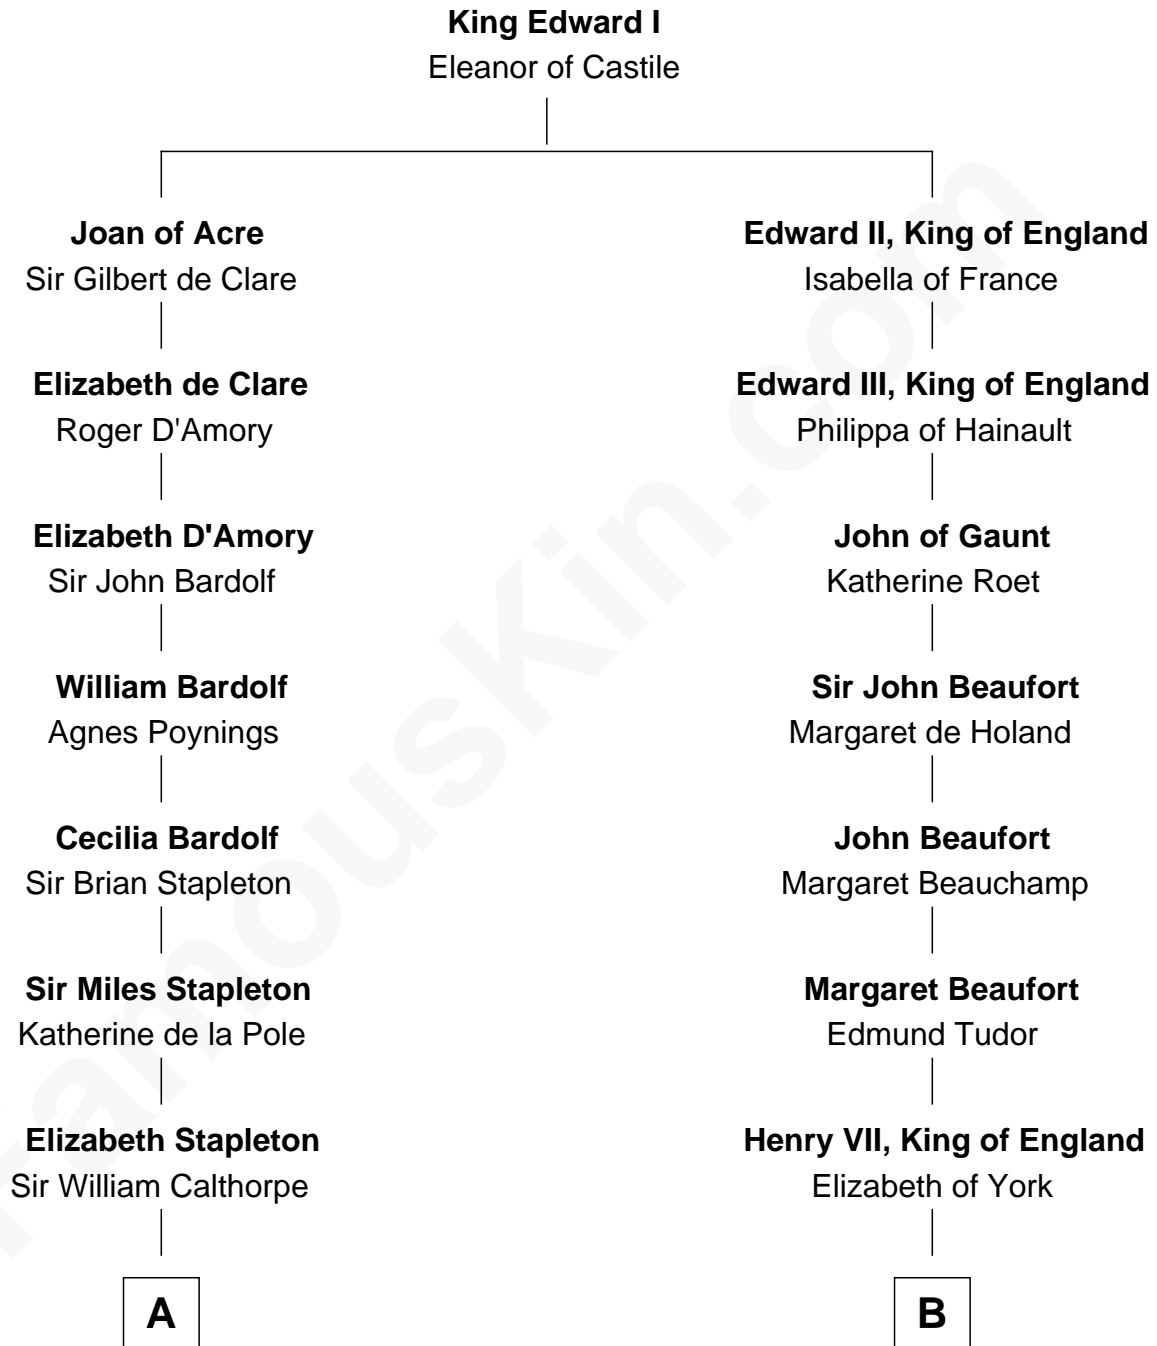 King Edward I
Eleanor of Castile
Joan of Acre
Sir Gilbert de Clare
Edward II, King of England
Isabella of France
Elizabeth de Clare
Roger D'Amory
Edward III, King of England
Philippa of Hainault
Elizabeth D'Amory
Sir John Bardolf
John of Gaunt
Katherine Roet
William Bardolf
Agnes Poynings
Sir John Beaufort
Margaret de Holand
Cecilia Bardolf
Sir Brian Stapleton
John Beaufort
Margaret Beauchamp
Sir Miles Stapleton
Katherine de la Pole
Margaret Beaufort
Edmund Tudor
Elizabeth Stapleton
Sir William Calthorpe
Henry VII, King of England
Elizabeth of York
A
B
FamousKin.com